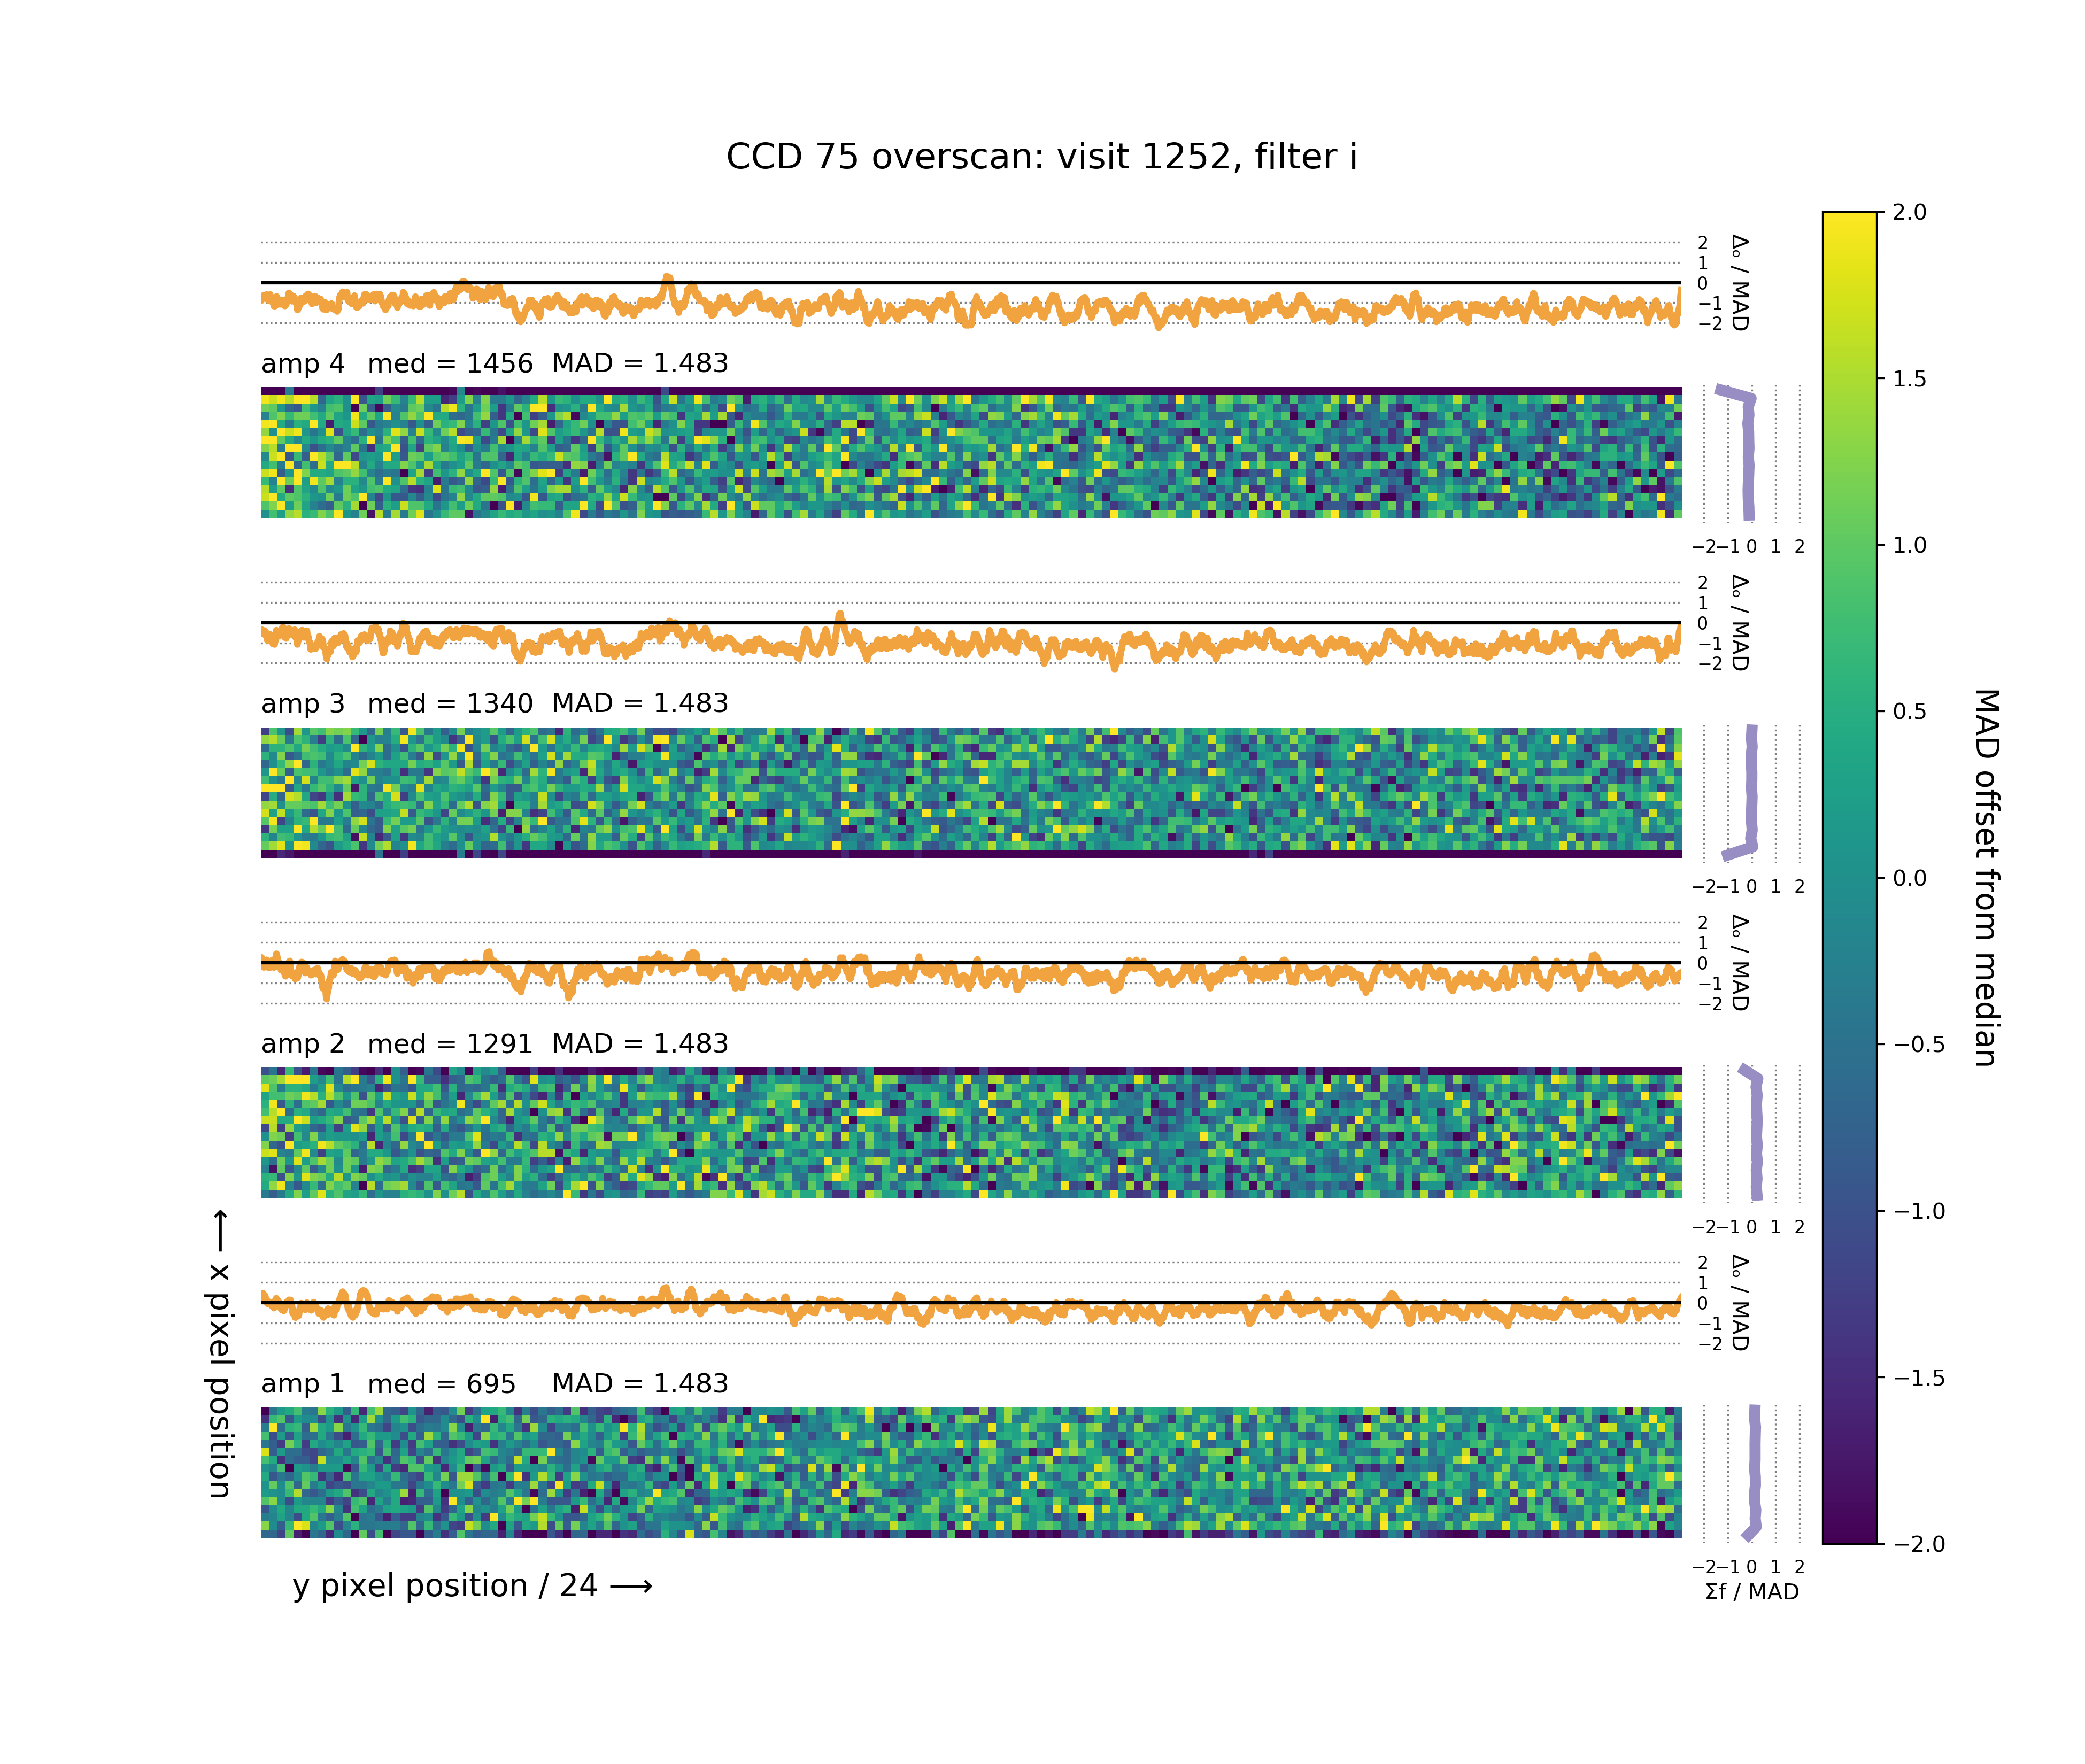 CCD 75 overscan: visit 1252, filter i
2
1
0
−1
−2
Δₒ / MAD
amp 4 med = 1456 MAD = 1.483
−2 −1 0 1 2
2
1
0
−1
−2
Δₒ / MAD
amp 3 med = 1340 MAD = 1.483
−2 −1 0 1 2
2
1
0
−1
−2
Δₒ / MAD
amp 2 med = 1291 MAD = 1.483
−2 −1 0 1 2
2
1
0
−1
−2
Δₒ / MAD
amp 1 med = 695 MAD = 1.483
−2 −1 0 1 2
Σf / MAD
y pixel position / 24 ⟶
⟵ x pixel position
2.0
1.5
1.0
0.5
0.0
−0.5
−1.0
−1.5
−2.0
MAD offset from median